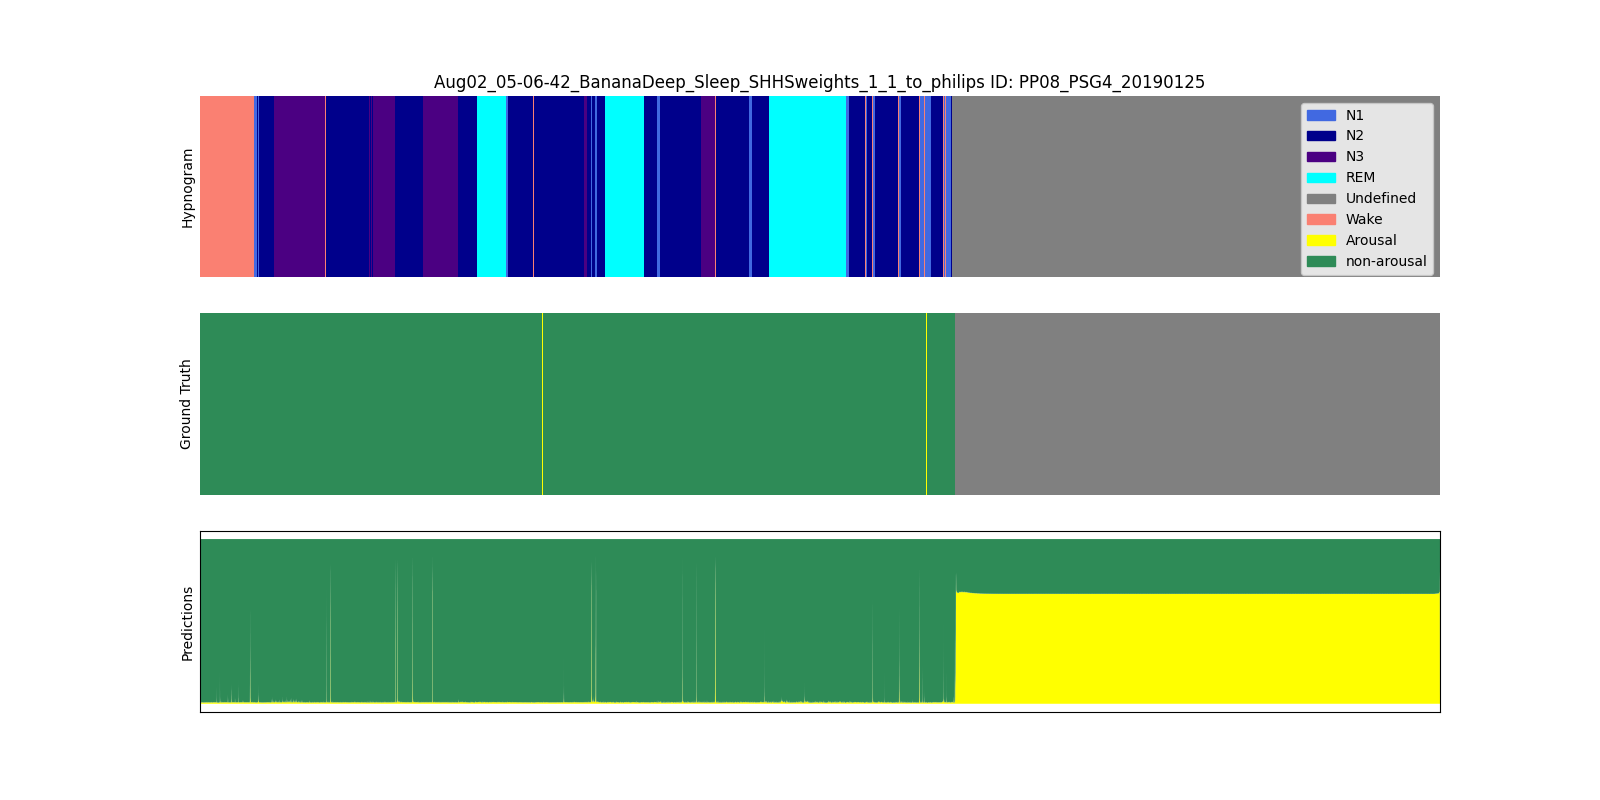 Aug02_05-06-42_BananaDeep_Sleep_SHHSweights_1_1_to_philips ID: PP08_PSG4_20190125
Hypnogram
N1
N2
N3
REM
Undefined
Wake
Arousal
non-arousal
Ground Truth
Predictions